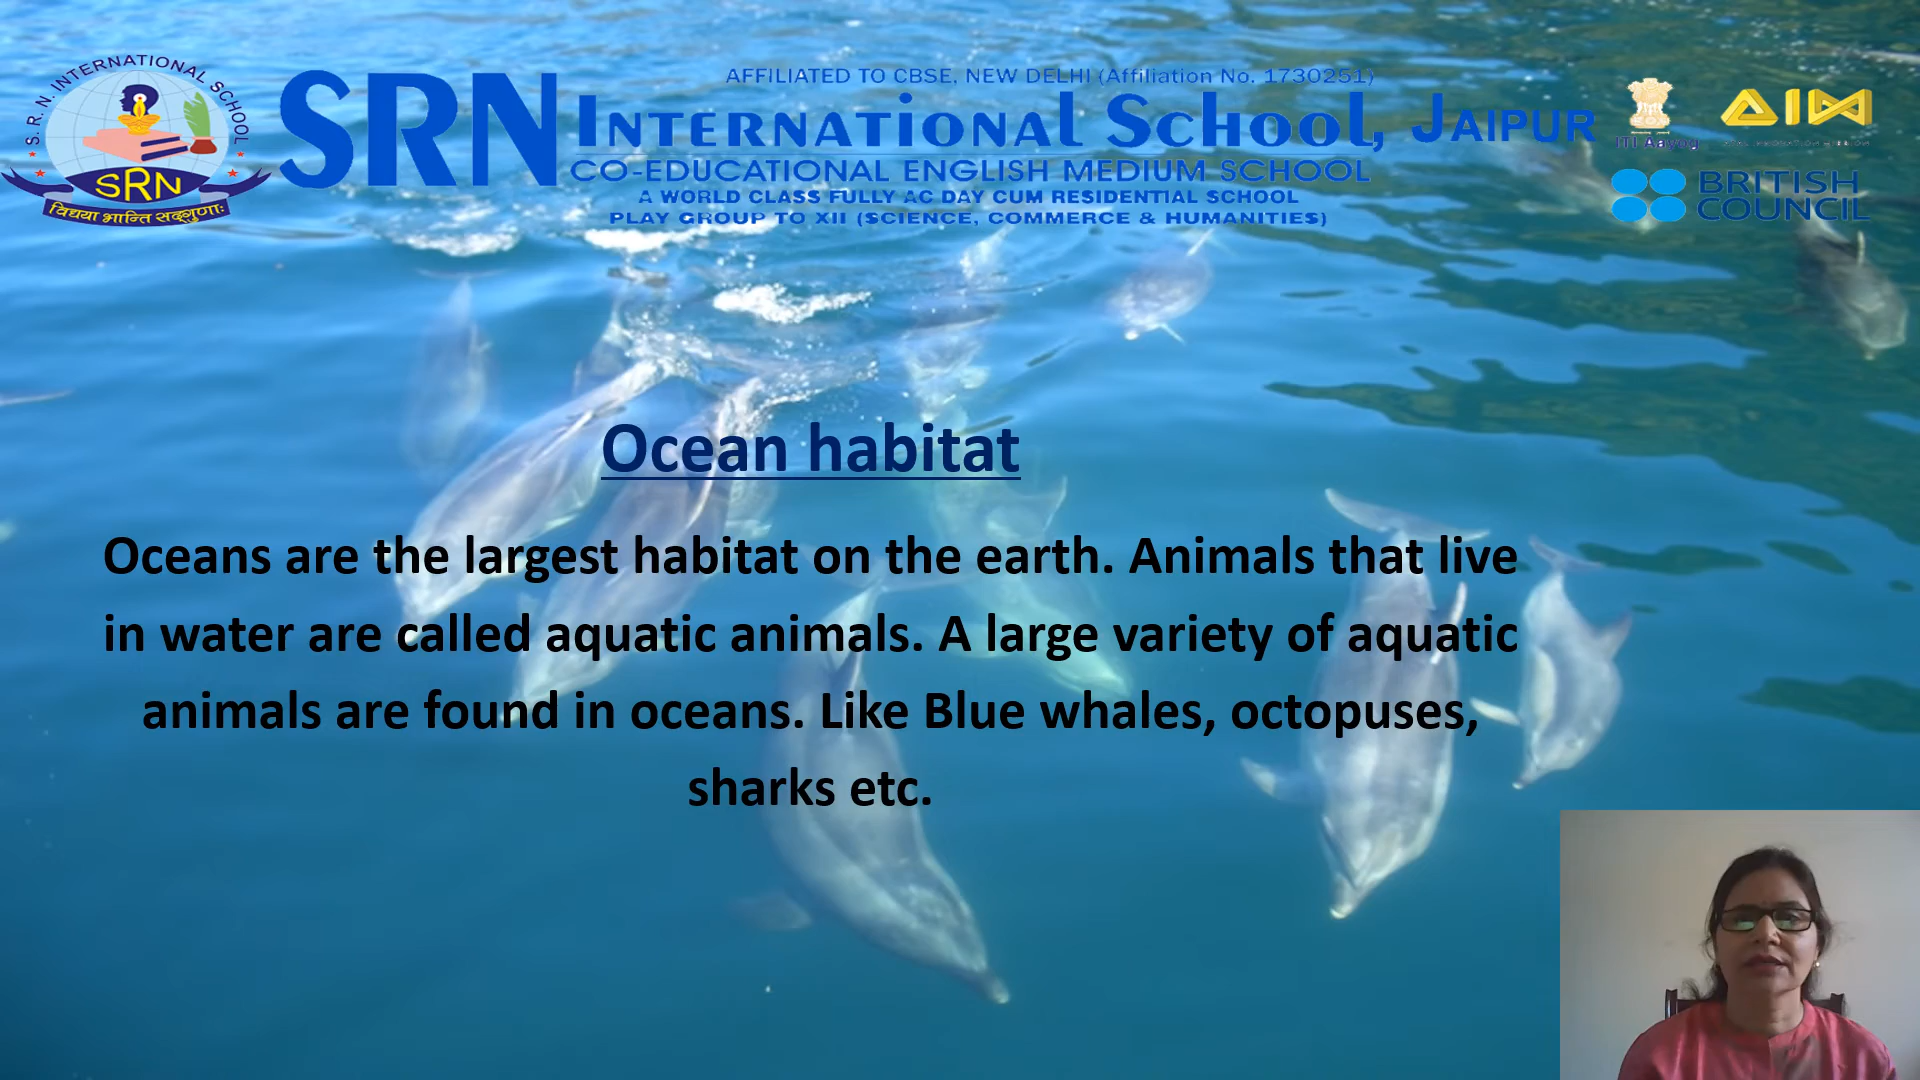 S. R. N. INTERNATIONAL SCHOOL
SRN
विद्यया भान्ति सद्गुणाः
AFFILIATED TO CBSE, NEW DELHI (Affiliation No. 1730251)
SRN INTERNATIONAL SCHOOL, JAIPUR
CO-EDUCATIONAL ENGLISH MEDIUM SCHOOL
A WORLD CLASS FULLY AC DAY CUM RESIDENTIAL SCHOOL
PLAY GROUP TO XII (SCIENCE, COMMERCE & HUMANITIES)
ITI Aayog
AIM
BRITISH
COUNCIL
Ocean habitat
Oceans are the largest habitat on the earth. Animals that live
in water are called aquatic animals. A large variety of aquatic
animals are found in oceans. Like Blue whales, octopuses,
sharks etc.